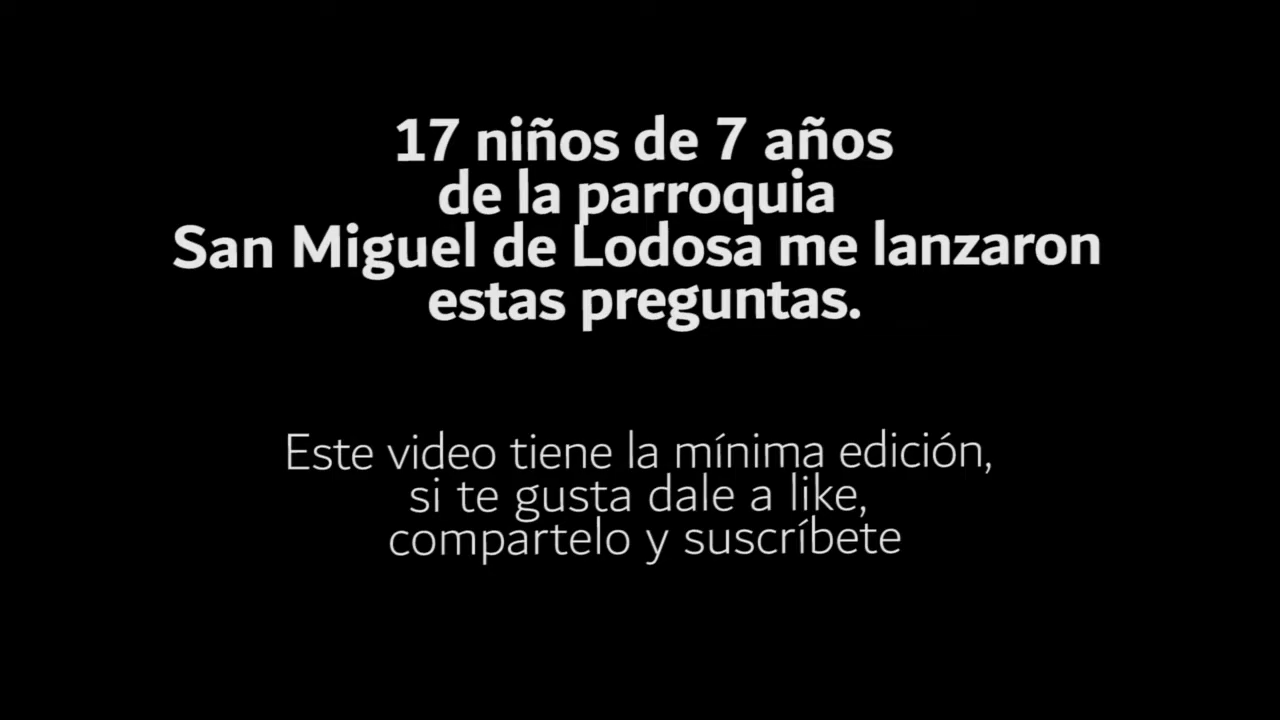 17 niños de 7 años
de la parroquia
San Miguel de Lodosa me lanzaron
estas preguntas.
Este video tiene la mínima edición,
si te gusta dale a like,
compartelo y suscríbete